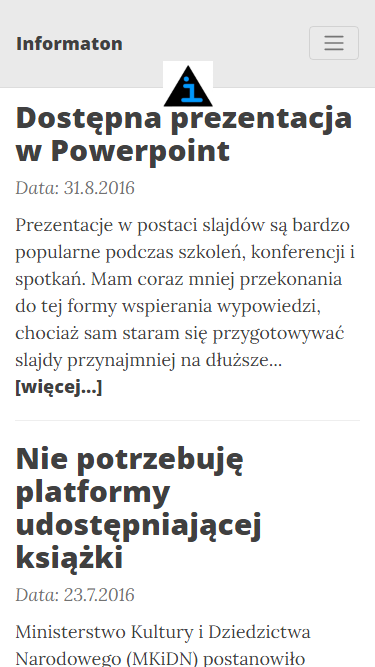 Informaton
i
Dostępna prezentacja
w Powerpoint
Data: 31.8.2016
Prezentacje w postaci slajdów są bardzo
popularne podczas szkoleń, konferencji i
spotkań. Mam coraz mniej przekonania
do tej formy wspierania wypowiedzi,
chociaż sam staram się przygotowywać
slajdy przynajmniej na dłuższe...
[więcej...]
Nie potrzebuję
platformy
udostępniającej
książki
Data: 23.7.2016
Ministerstwo Kultury i Dziedzictwa
Narodowego (MKiDN) postanowiło